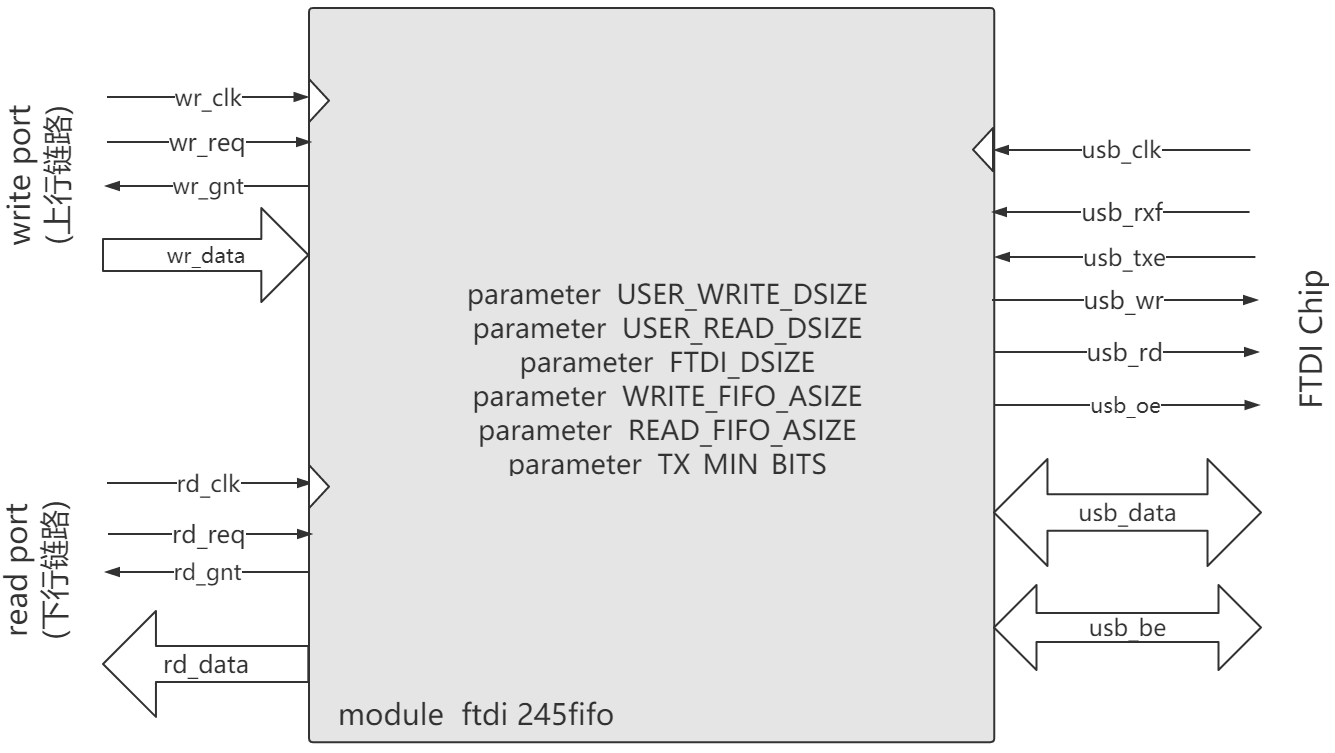 write port
(上行链路)
wr_clk
wr_req
wr_gnt
wr_data
read port
(下行链路)
rd_clk
rd_req
rd_gnt
rd_data
parameter USER_WRITE_DSIZE
parameter USER_READ_DSIZE
parameter FTDI_DSIZE
parameter WRITE_FIFO_ASIZE
parameter READ_FIFO_ASIZE
parameter TX_MIN_BITS
module ftdi 245fifo
usb_clk
usb_rxf
usb_txe
usb_wr
usb_rd
usb_oe
usb_data
usb_be
FTDI Chip